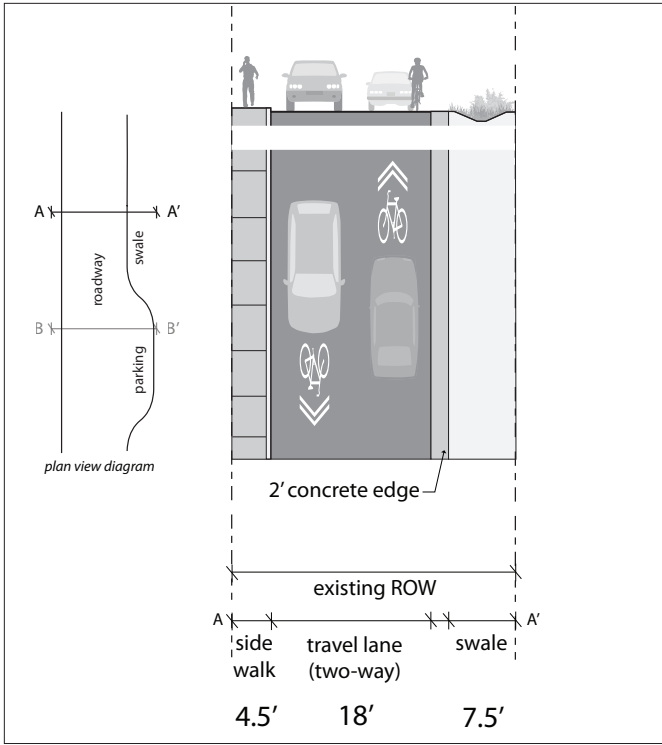 A A'
swale
roadway
B B'
parking
plan view diagram
2' concrete edge
existing ROW
A A'
side
walk
travel lane
(two-way)
swale
4.5' 18' 7.5'